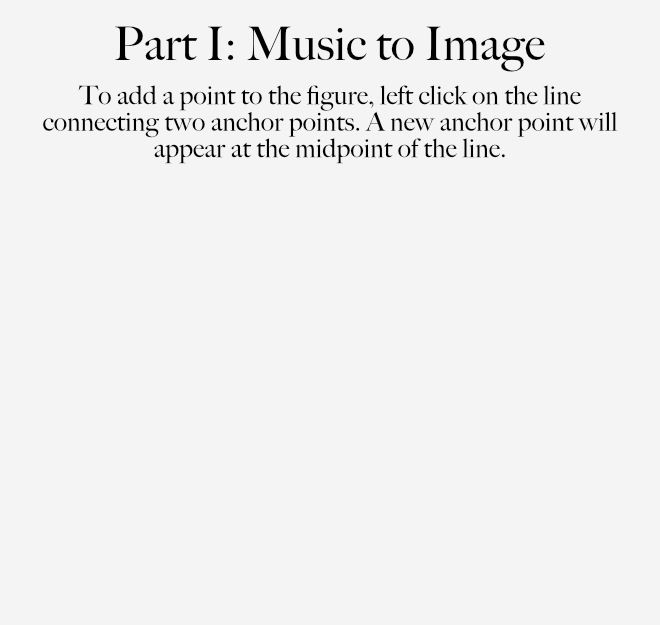 Part I: Music to Image
To add a point to the figure, left click on the line
connecting two anchor points. A new anchor point will
appear at the midpoint of the line.